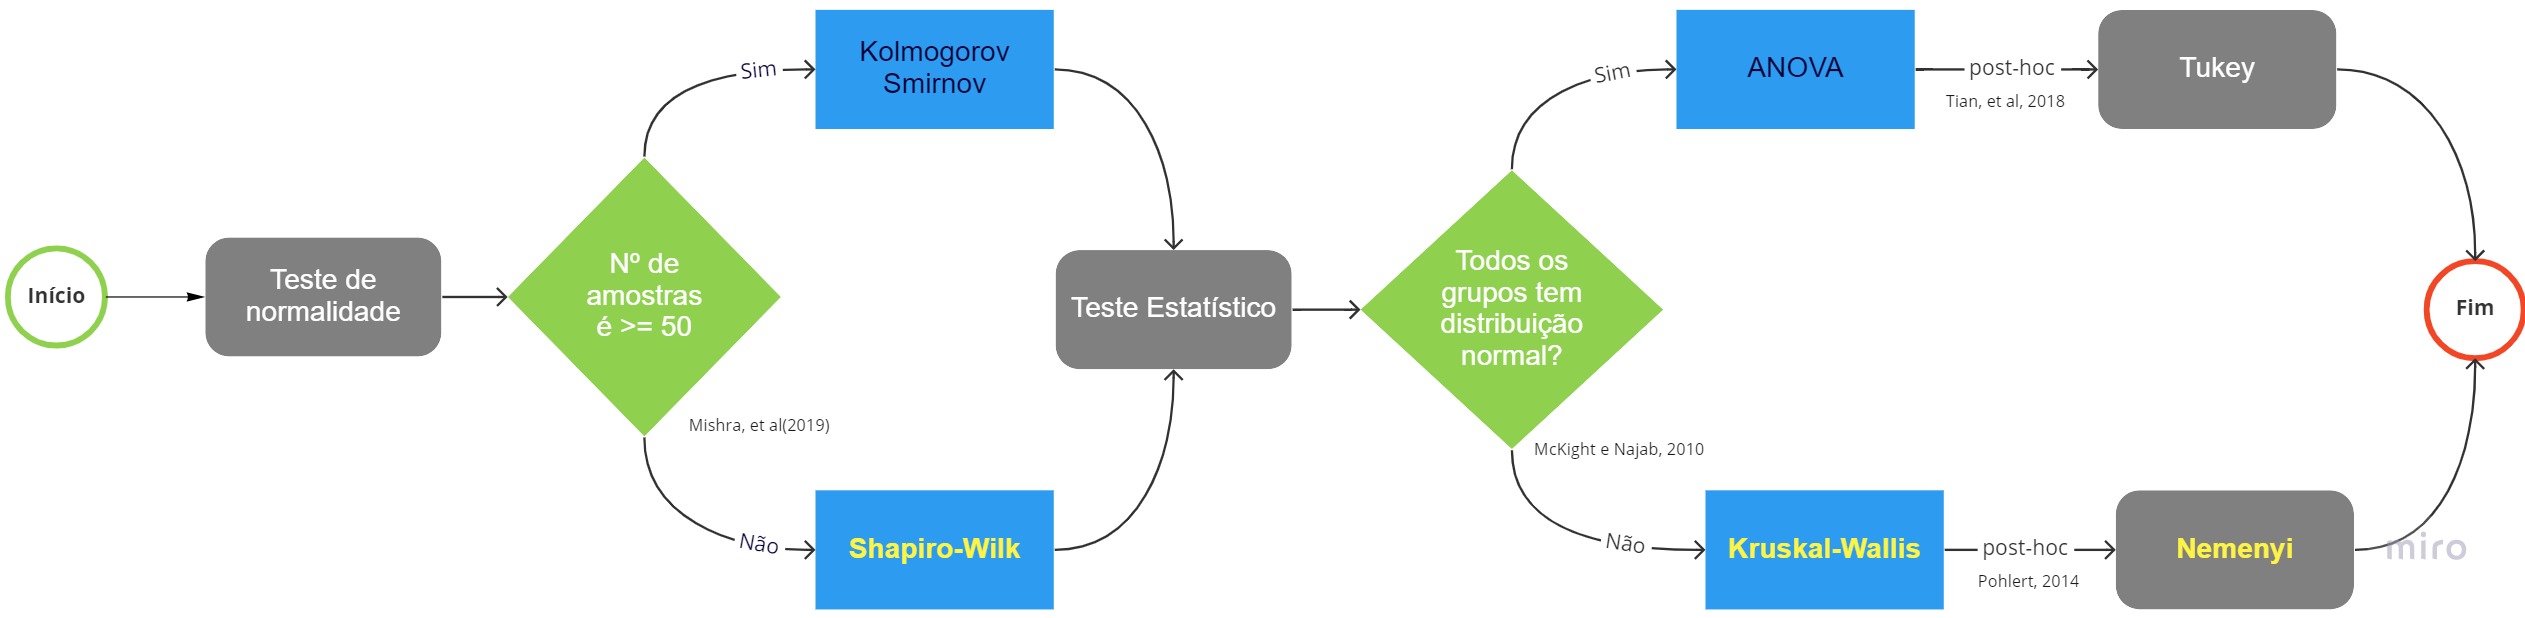 Início
Teste de
normalidade
Nº de
amostras
é >= 50
Mishra, et al(2019)
Sim
Kolmogorov
Smirnov
Não
Shapiro-Wilk
Teste Estatístico
Todos os
grupos tem
distribuição
normal?
McKight e Najab, 2010
Sim
ANOVA
post-hoc
Tian, et al, 2018
Tukey
Não
Kruskal-Wallis
post-hoc
Pohlert, 2014
Nemenyi
Fim
miro